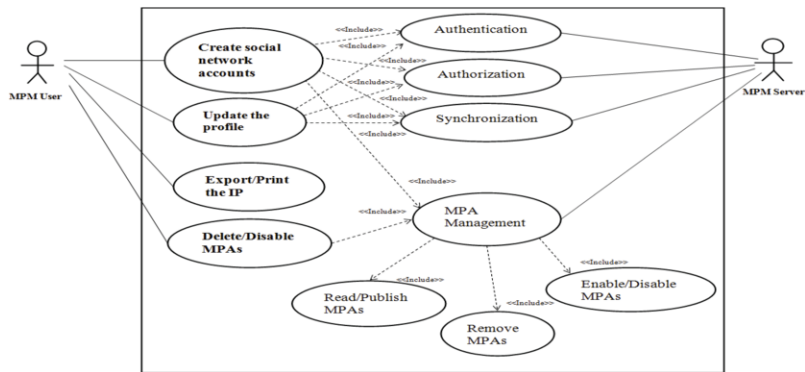 <<Include>>
Authentication
Create social
network
accounts
<<Include>>
<<Include>>
Authorization
MPM User
MPM Server
<<Include>>
<<Include>>
Update the
profile
<<Include>>
Synchronization
<<Include>>
Export/Print
the IP
<<Include>>
<<Include>>
MPA
Management
Delete/Disable
MPAs
<<Include>>
<<Include>>
Read/Publish
MPAs
Enable/Disable
MPAs
<<Include>>
Remove
MPAs